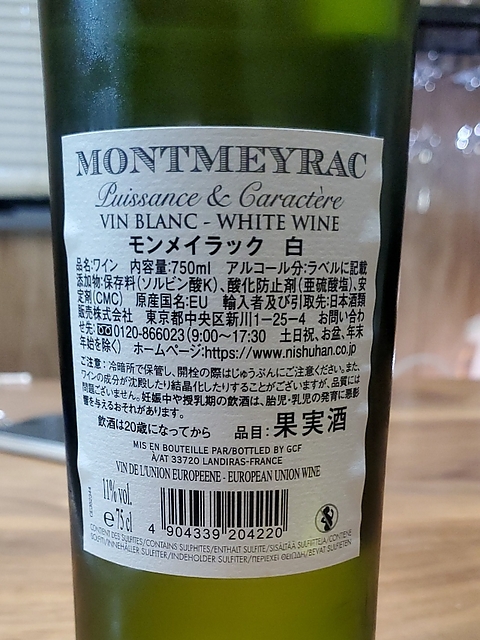 MONTMEYRAC
Puissance & Caractère
VIN BLANC - WHITE WINE
モンメイラック 白
品名:ワイン 内容量:750ml アルコール分:ラベルに記載
添加物:保存料(ソルビン酸K)、酸化防止剤(亜硫酸塩)、安
定剤(CMC) 原産国名:EU 輸入者及び引取先:日本酒類
販売株式会社 東京都中央区新川1-25-4 お問い合わ
せ先:0120-866023(9:00~17:30 土日祝、お盆、年末
年始を除く) ホームページ:https://www.nishuhan.co.jp
ご注意:冷暗所で保管し、開栓の際はじゅうぶんにご注意ください。また、
ワインの成分が沈殿したり結晶化したりすることがございますが、品質には
問題ございません。妊娠中や授乳期の飲酒は、胎児・乳児の発育に悪影
響を与えるおそれがあります。
飲酒は20歳になってから 品目:果実酒
MIS EN BOUTEILLE PAR/BOTTLED BY GCF
À/AT 33720 LANDIRAS-FRANCE
VIN DE L'UNION EUROPEENE - EUROPEAN UNION WINE
11% vol.
℮ 75 cl
4 904339 204220
CONTIENT DES SULFITES/CONTAINS SULPHITES/ENTHALT SULFITE/SISÄLTÄÄ SULFIITTEJA/CONTIENE
SOLFITI/INNEHÅLLER SULFITER/INDEHOLDER SULFITER/ΠΕΡΙΕΧΕΙ ΘΕΙΩΔΗ/BEVAT SULFIETEN